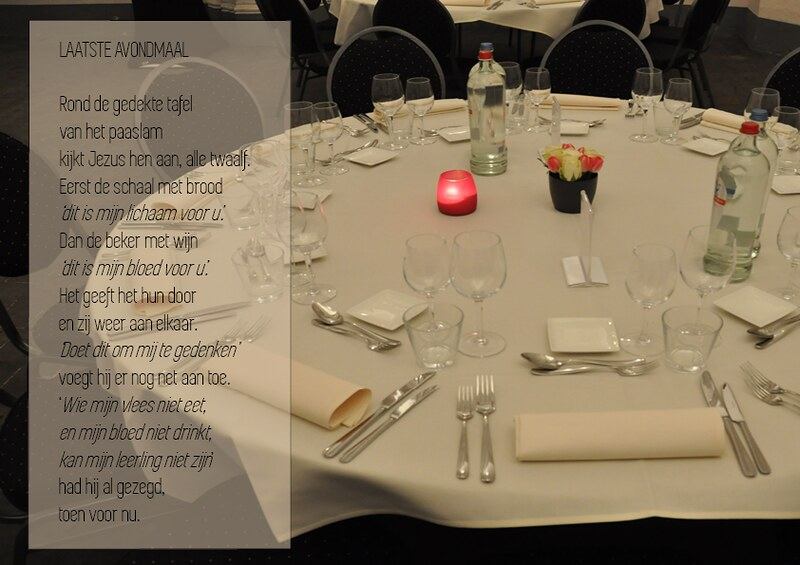 LAATSTE AVONDMAAL
Rond de gedekte tafel
van het paaslam
kijkt Jezus hen aan, alle twaalf.
Eerst de schaal met brood
‘dit is mijn lichaam voor u.’
Dan de beker met wijn
‘dit is mijn bloed voor u.’
Het geeft het hun door
en zij weer aan elkaar.
‘Doet dit om mij te gedenken’
voegt hij er nog net aan toe.
‘Wie mijn vlees niet eet,
en mijn bloed niet drinkt,
kan mijn leerling niet zijn’
had hij al gezegd,
toen voor nu.